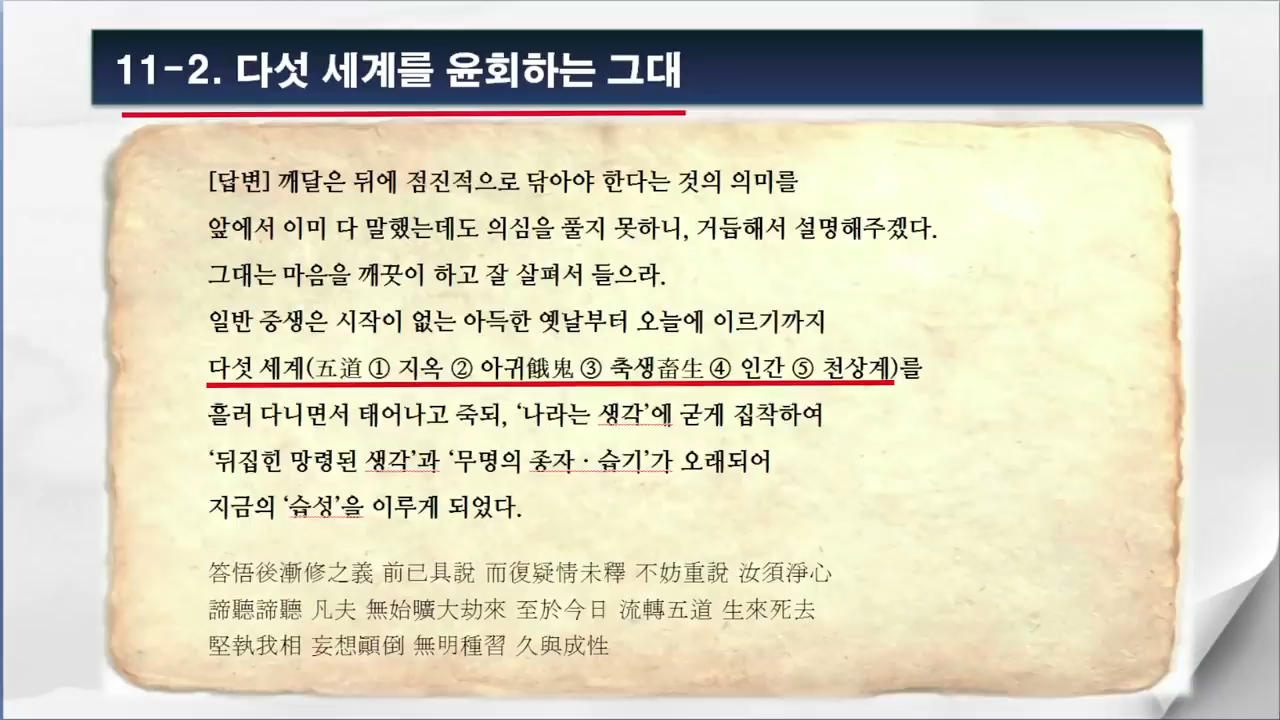 11-2. 다섯 세계를 윤회하는 그대
[답변] 깨달은 뒤에 점진적으로 닦아야 한다는 것의 의미를
앞에서 이미 다 말했는데도 의심을 풀지 못하니, 거듭해서 설명해주겠다.
그대는 마음을 깨끗이 하고 잘 살펴서 들으라.
일반 중생은 시작이 없는 아득한 옛날부터 오늘에 이르기까지
다섯 세계(五道 ① 지옥 ② 아귀餓鬼 ③ 축생畜生 ④ 인간 ⑤ 천상계)를
흘러 다니면서 태어나고 죽되, ‘나라는 생각’에 굳게 집착하여
‘뒤집힌 망령된 생각’과 ‘무명의 종자 · 습기’가 오래되어
지금의 ‘습성’을 이루게 되었다.
答悟後漸修之義 前已具說 而復疑情未釋 不妨重說 汝須淨心
諦聽諦聽 凡夫 無始曠大劫來 至於今日 流轉五道 生來死去
堅執我相 妄想顚倒 無明種習 久與成性